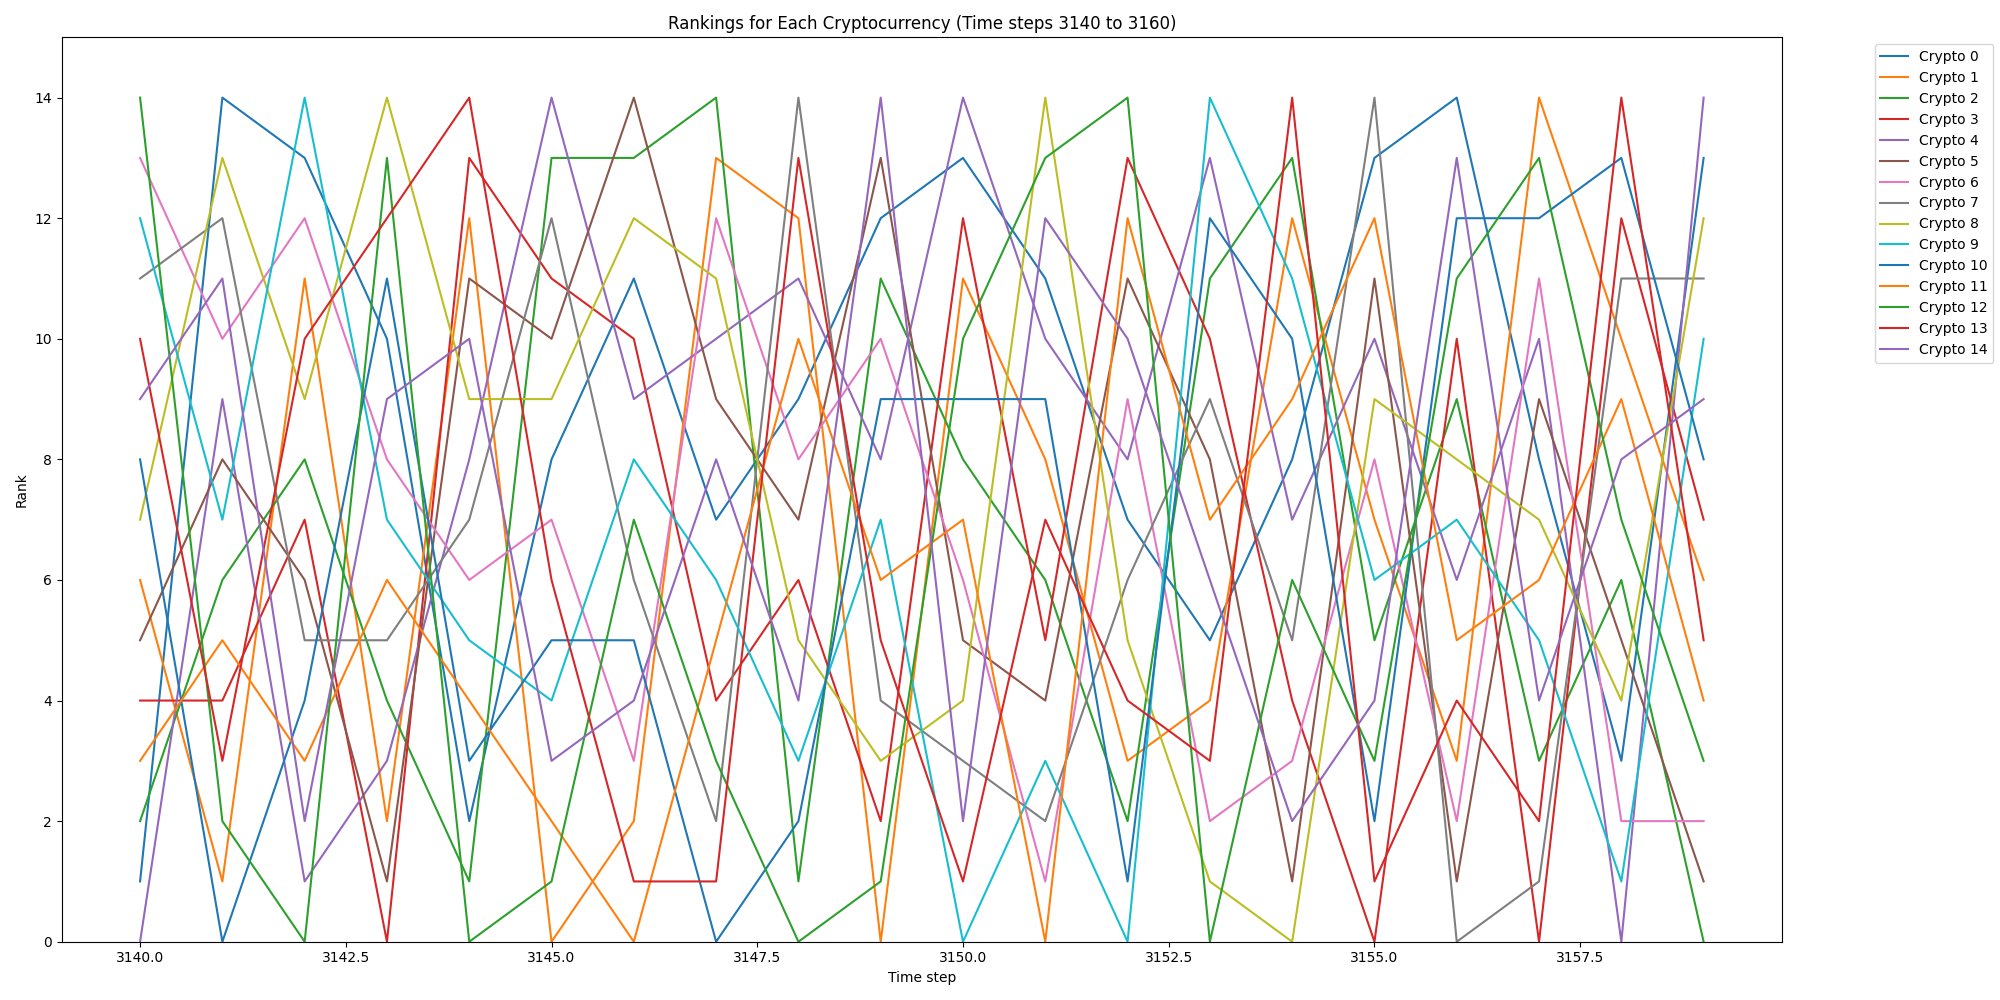 Rankings for Each Cryptocurrency (Time steps 3140 to 3160)
Rank
14
12
10
8
6
4
2
0
3140.0
3142.5
3145.0
3147.5
3150.0
3152.5
3155.0
3157.5
Time step
Crypto 0
Crypto 1
Crypto 2
Crypto 3
Crypto 4
Crypto 5
Crypto 6
Crypto 7
Crypto 8
Crypto 9
Crypto 10
Crypto 11
Crypto 12
Crypto 13
Crypto 14